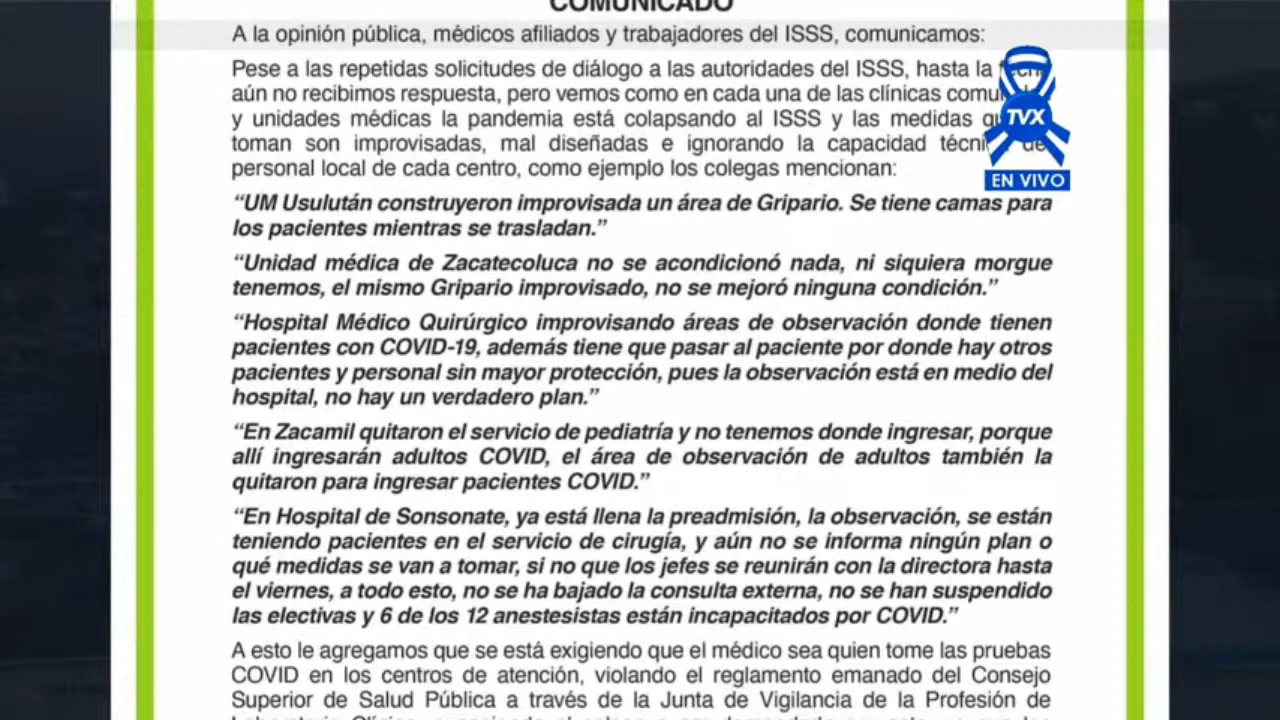 COMUNICADO
A la opinión pública, médicos afiliados y trabajadores del ISSS, comunicamos:
Pese a las repetidas solicitudes de diálogo a las autoridades del ISSS, hasta la
aún no recibimos respuesta, pero vemos como en cada una de las clínicas
y unidades médicas la pandemia está colapsando al ISSS y las medidas
toman son improvisadas, mal diseñadas e ignorando la capacidad
personal local de cada centro, como ejemplo los colegas mencionan:
TVX
EN VIVO
“UM Usulután construyeron improvisada un área de Gripario. Se tiene camas para
los pacientes mientras se trasladan.”
“Unidad médica de Zacatecoluca no se acondicionó nada, ni siquiera morgue
tenemos, el mismo Gripario improvisado, no se mejoró ninguna condición.”
“Hospital Médico Quirúrgico improvisando áreas de observación donde tienen
pacientes con COVID-19, además tiene que pasar al paciente por donde hay otros
pacientes y personal sin mayor protección, pues la observación está en medio del
hospital, no hay un verdadero plan.”
“En Zacamil quitaron el servicio de pediatría y no tenemos donde ingresar, porque
allí ingresarán adultos COVID, el área de observación de adultos también la
quitaron para ingresar pacientes COVID.”
“En Hospital de Sonsonate, ya está llena la preadmisión, la observación, se están
teniendo pacientes en el servicio de cirugía, y aún no se informa ningún plan o
qué medidas se van a tomar, si no que los jefes se reunirán con la directora hasta
el viernes, a todo esto, no se ha bajado la consulta externa, no se han suspendido
las electivas y 6 de los 12 anestesistas están incapacitados por COVID.”
A esto le agregamos que se está exigiendo que el médico sea quien tome las pruebas
COVID en los centros de atención, violando el reglamento emanado del Consejo
Superior de Salud Pública a través de la Junta de Vigilancia de la Profesión de